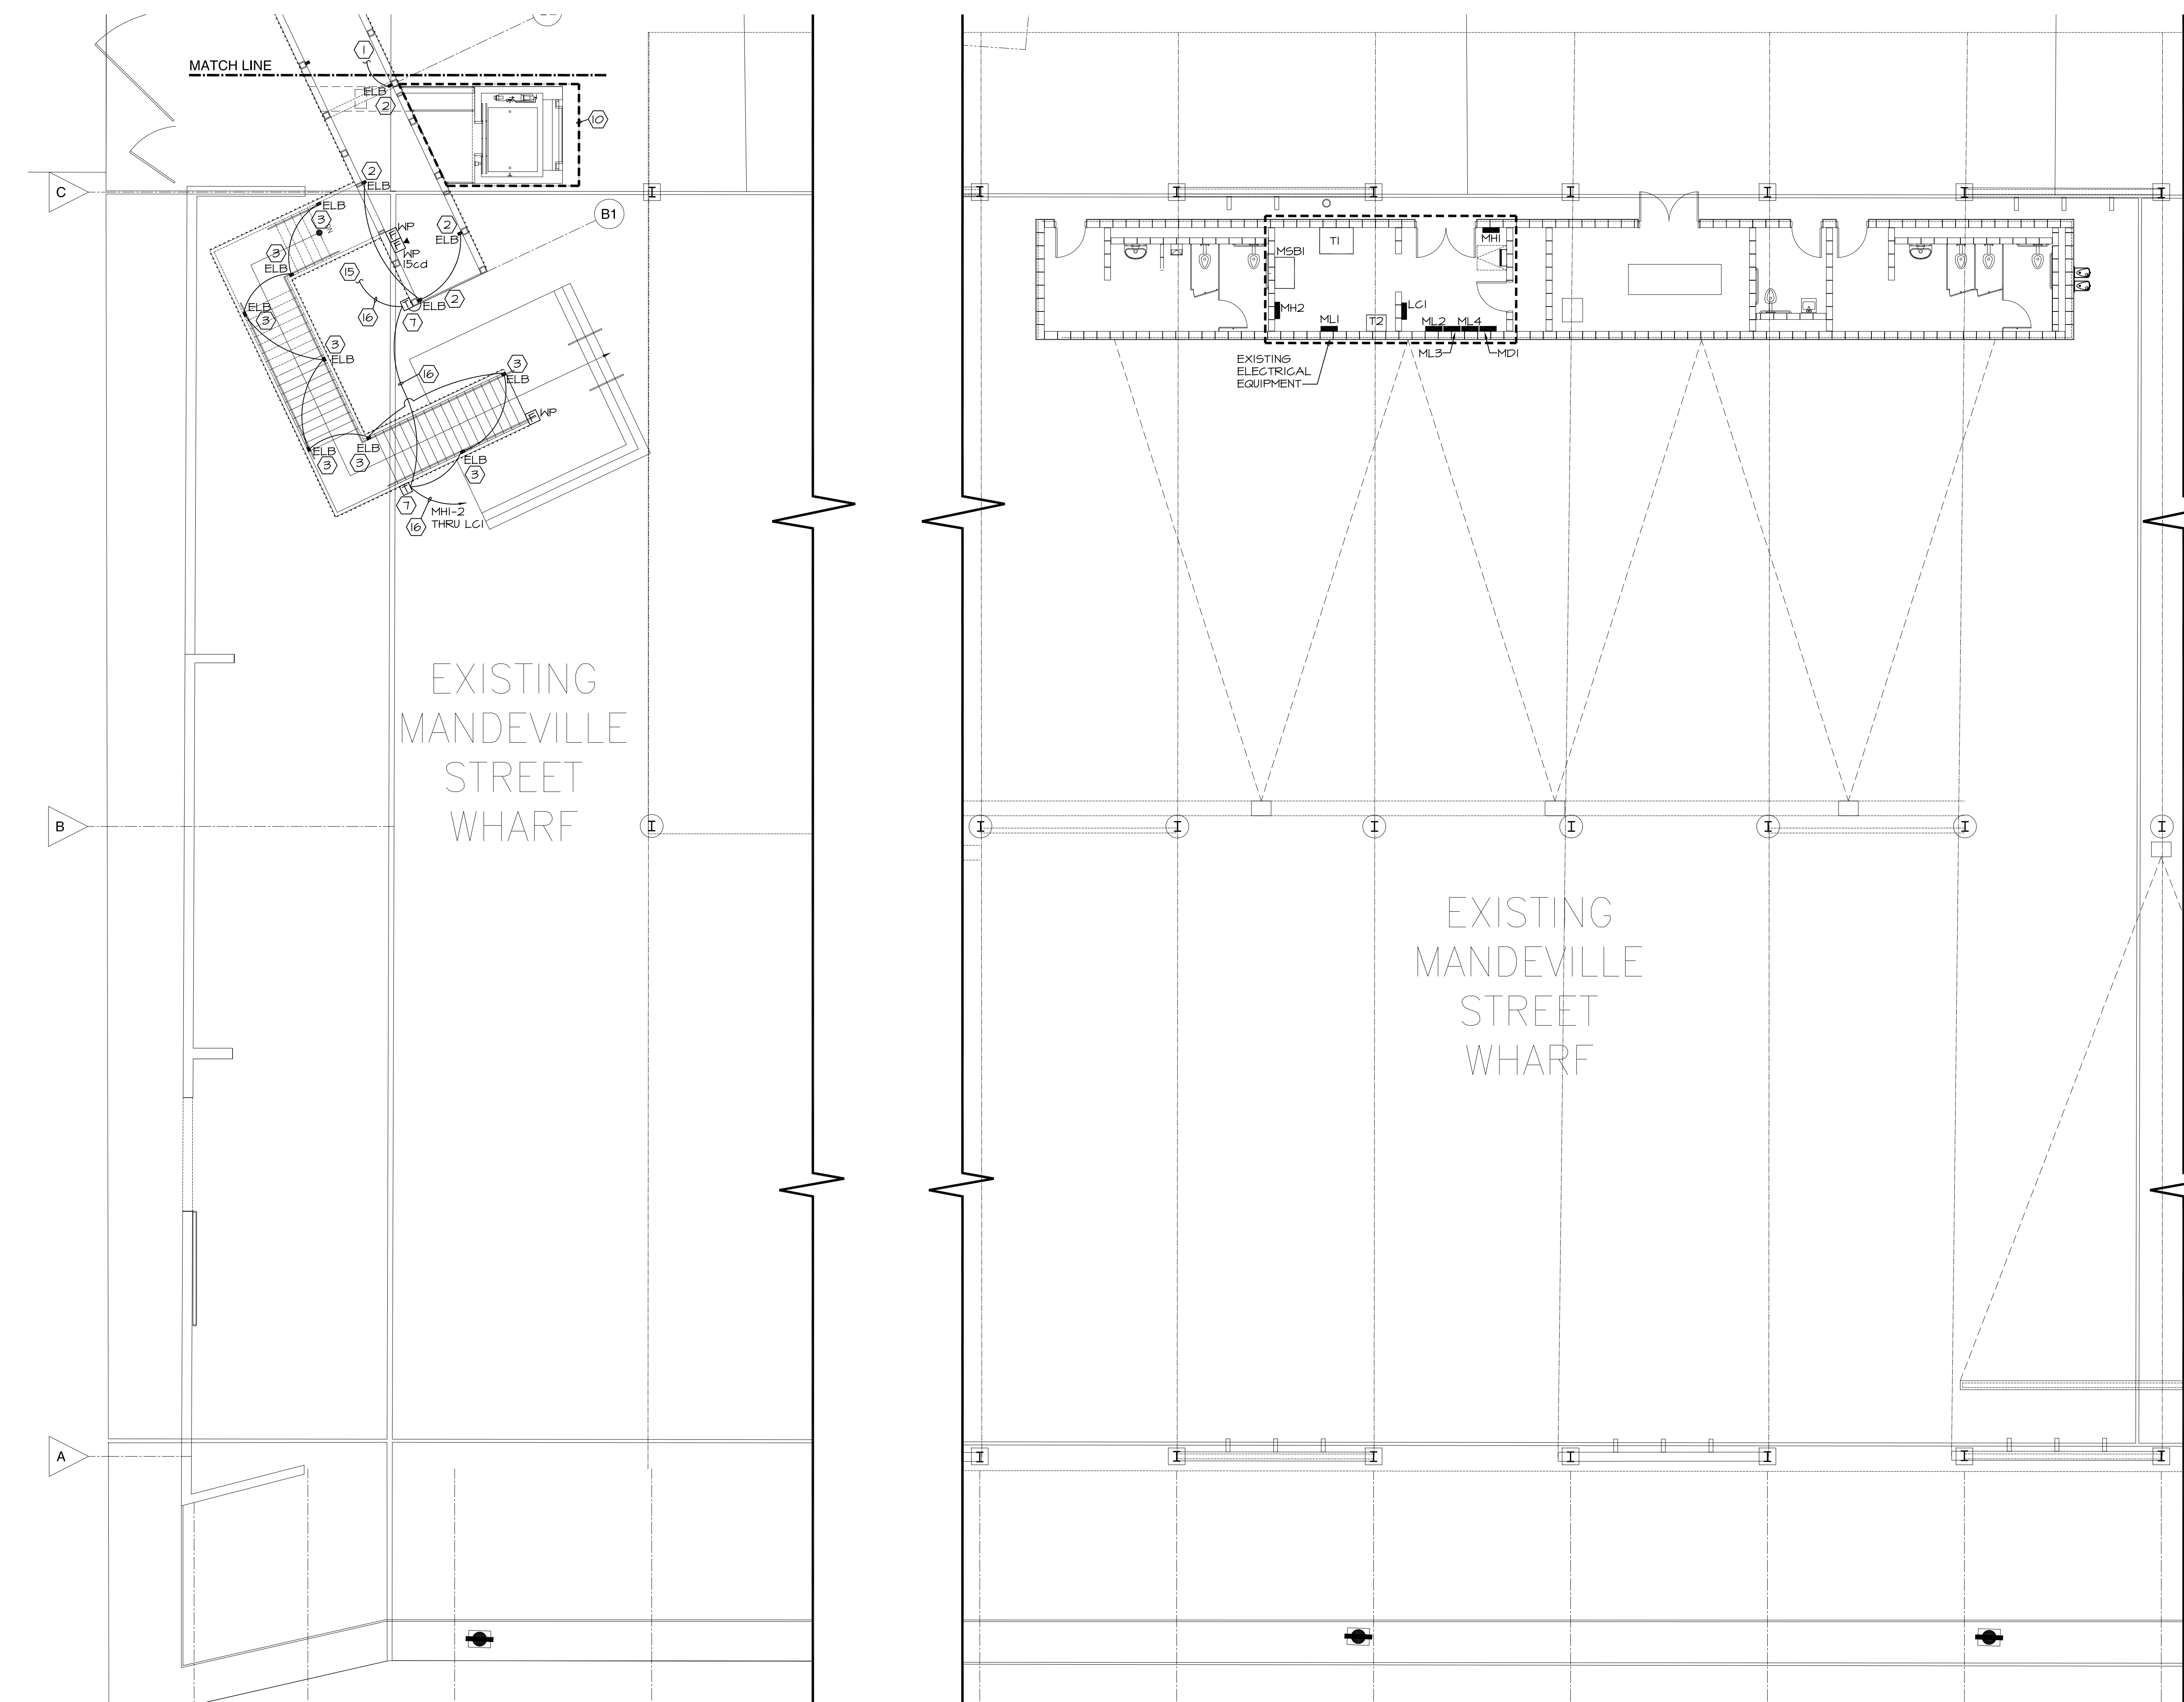 MATCH LINE
1
ELB
2
10
C
2
ELB
ELB
3
3
ELB
WP
F
F
WP
15cd
2
ELB
B1
15
16
T
ELB
2
7
ELB
3
3
ELB
16
3
ELB
F
WP
ELB
3
ELB
3
ELB
3
T
7
16
MH1-2
THRU LC1
EXISTING
MANDEVILLE
STREET
WHARF
B
A
MSB1
T1
MH1
MH2
LC1
ML1
T2
ML2
ML4
ML3
MD1
EXISTING
ELECTRICAL
EQUIPMENT
EXISTING
MANDEVILLE
STREET
WHARF